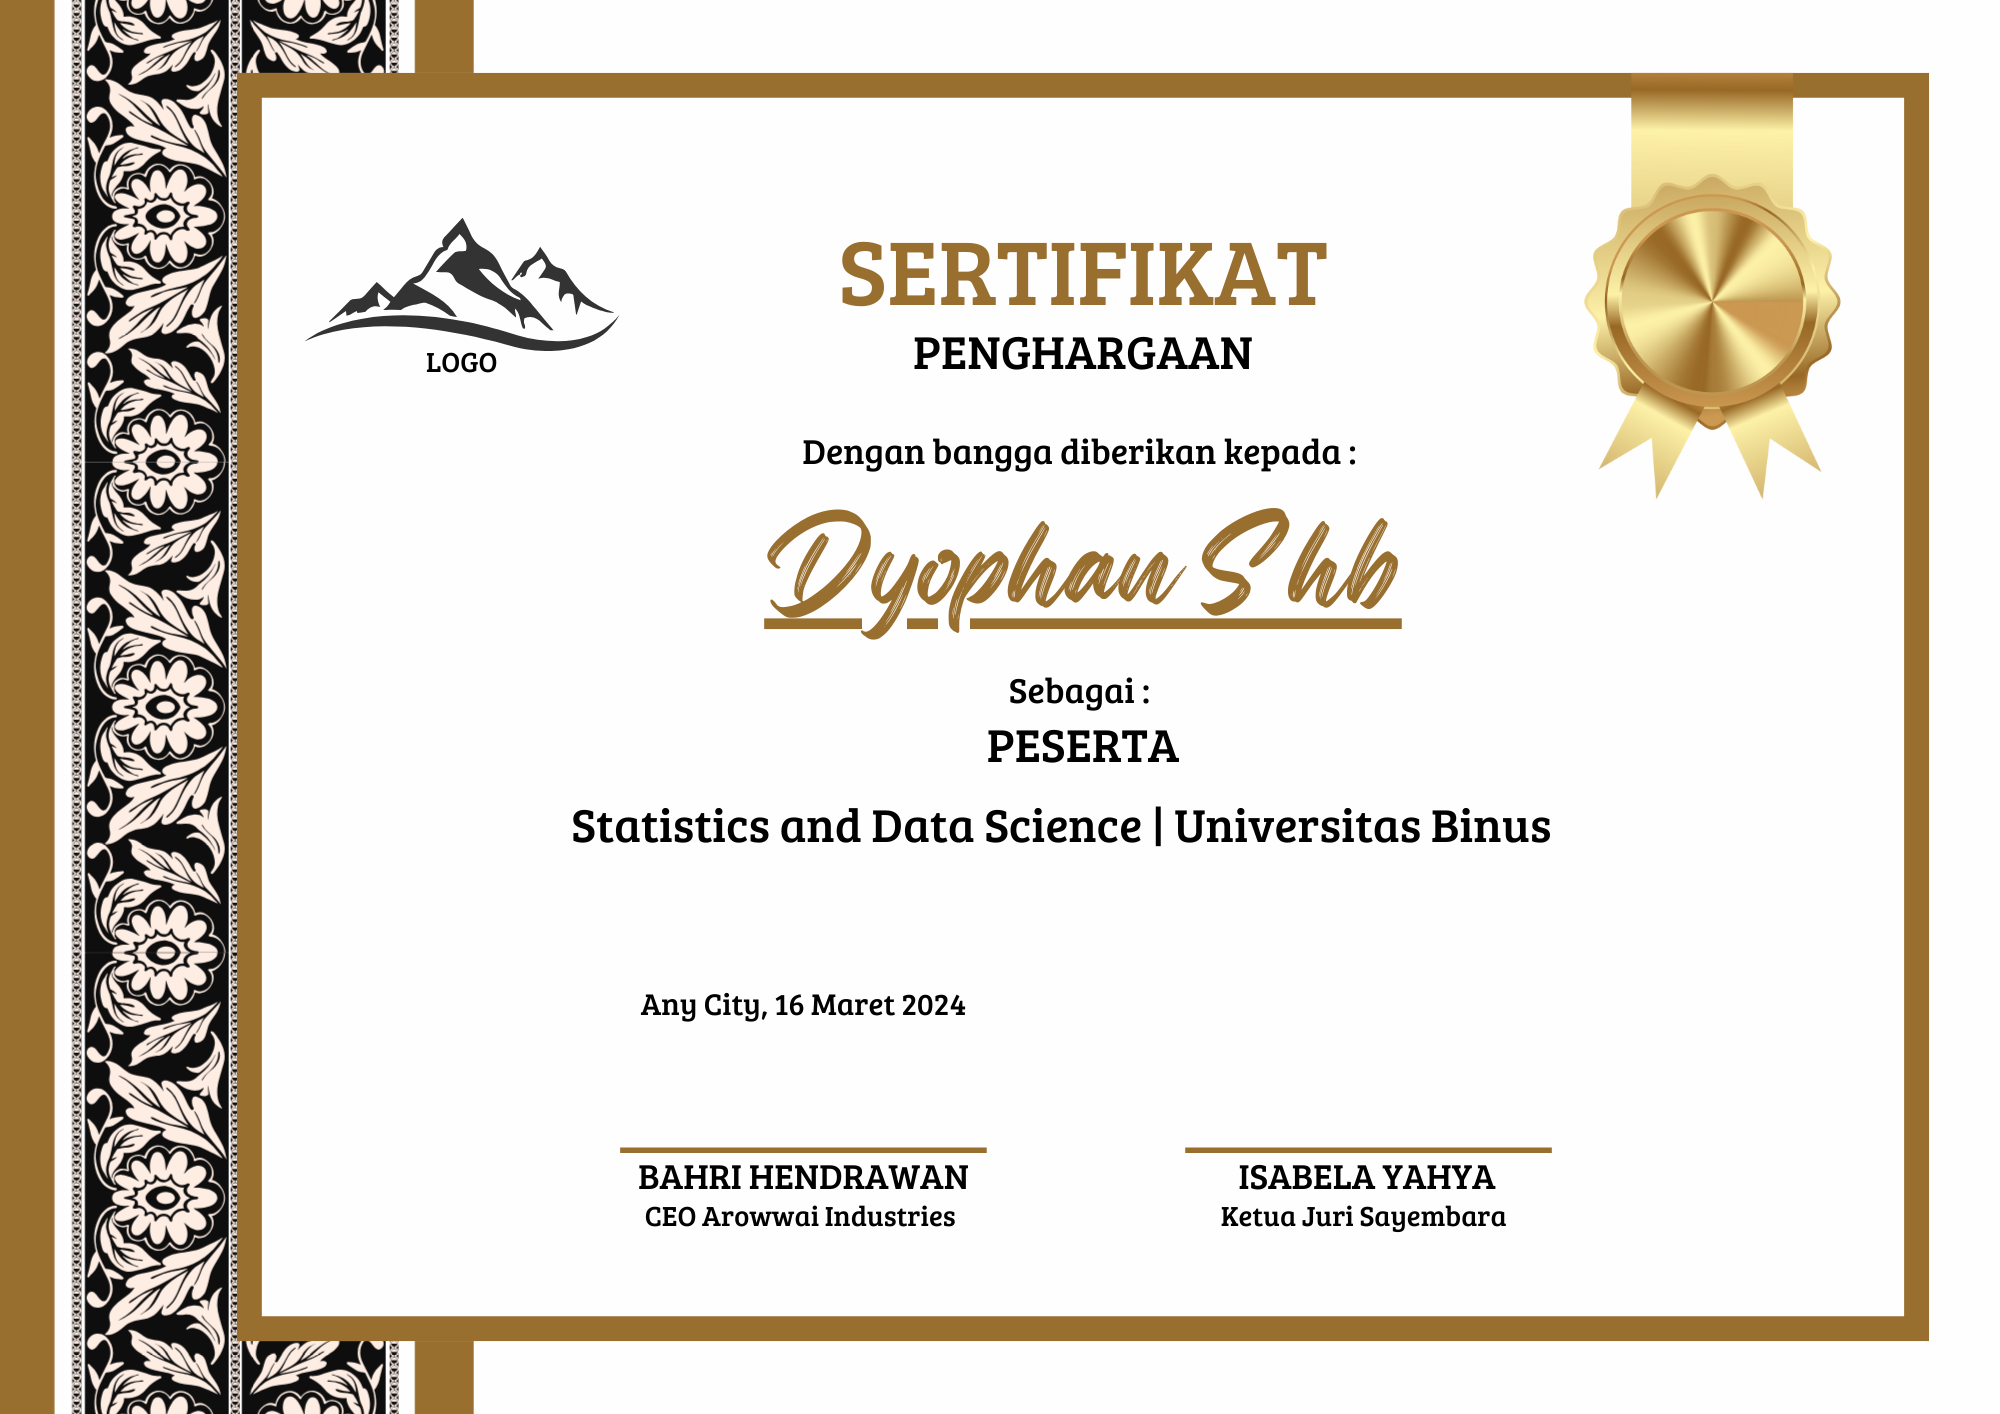 LOGO
SERTIFIKAT
PENGHARGAAN
Dengan bangga diberikan kepada :
Dyophan Shb
Sebagai :
PESERTA
Statistics and Data Science | Universitas Binus
Any City, 16 Maret 2024
BAHRI HENDRAWAN
CEO Arowwai Industries
ISABELA YAHYA
Ketua Juri Sayembara